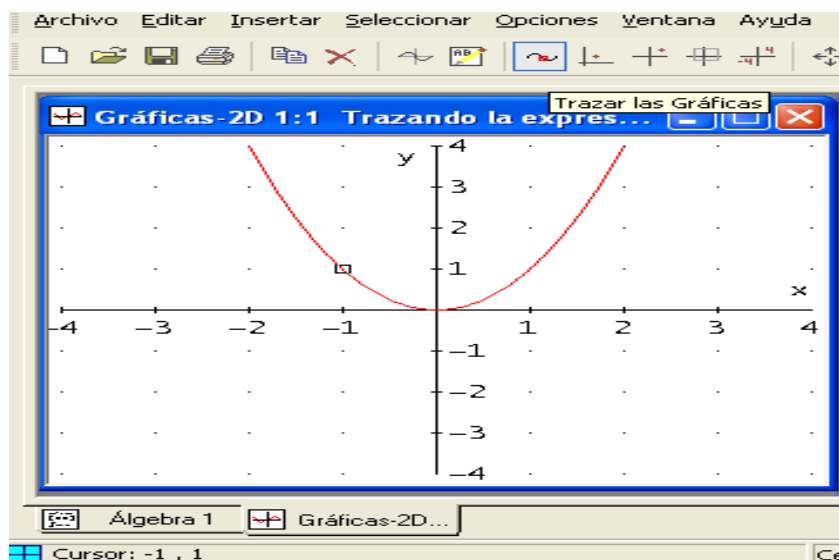 Archivo Editar Insertar Seleccionar Opciones Ventana Ayuda
Trazar las Gráficas
Gráficas-2D 1:1 Trazando la expres...
y
4
3
2
1
x
-4 -3 -2 -1 1 2 3 4
-1
-2
-3
-4
Álgebra 1 Gráficas-2D...
Cursor: -1 , 1